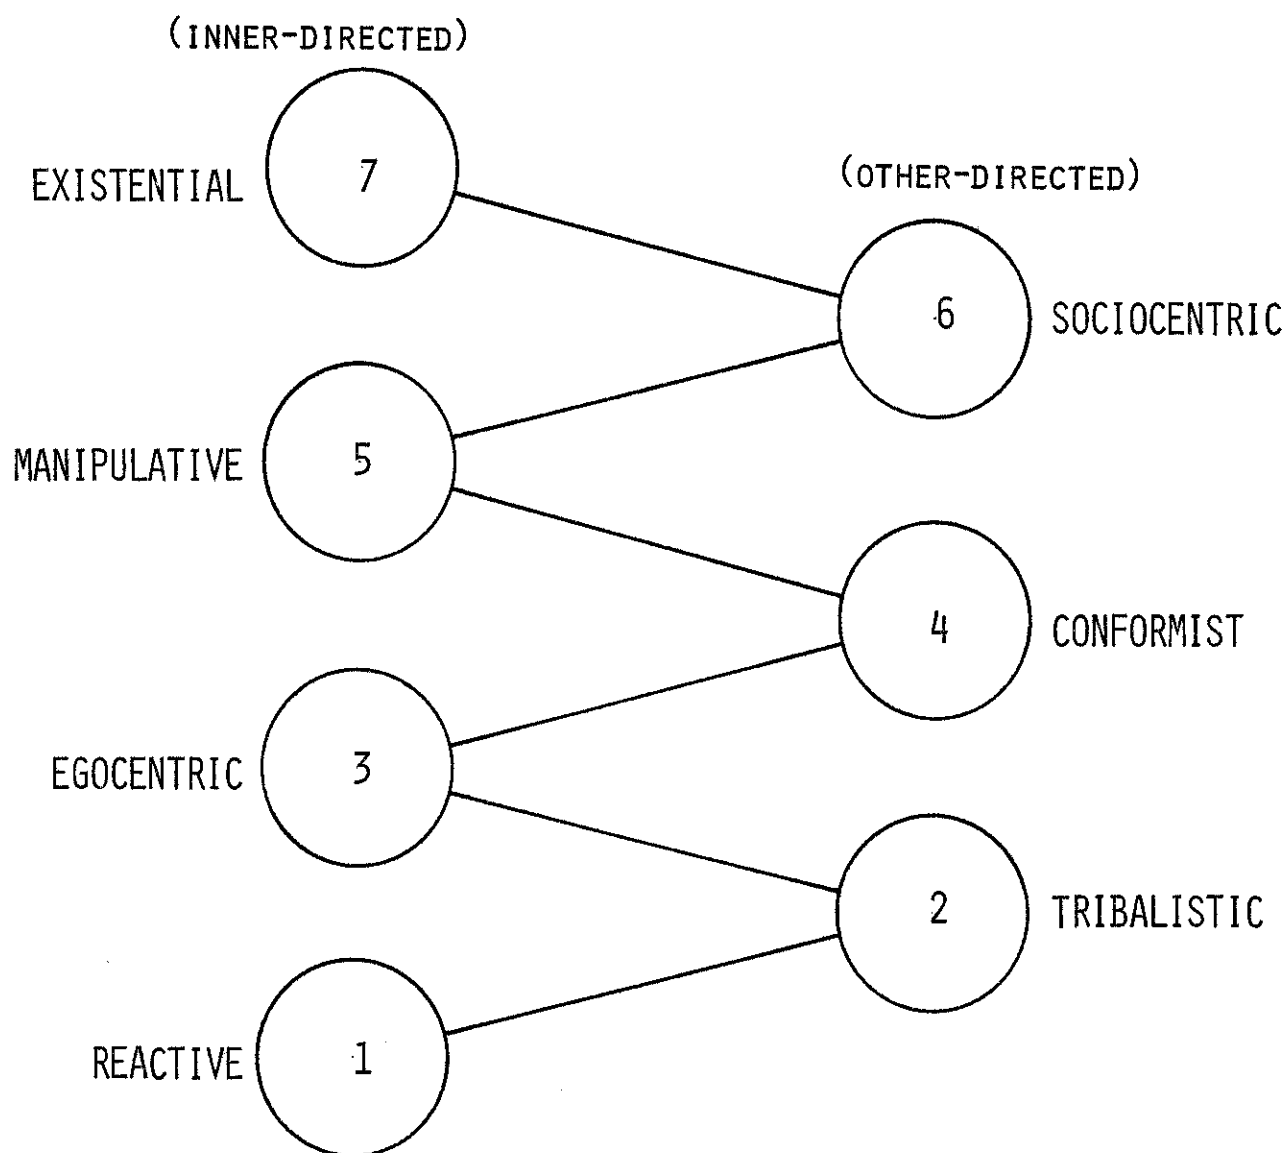 (INNER-DIRECTED)
7
EXISTENTIAL
(OTHER-DIRECTED)
6
SOCIOCENTRIC
5
MANIPULATIVE
4
CONFORMIST
3
EGOCENTRIC
2
TRIBALISTIC
1
REACTIVE